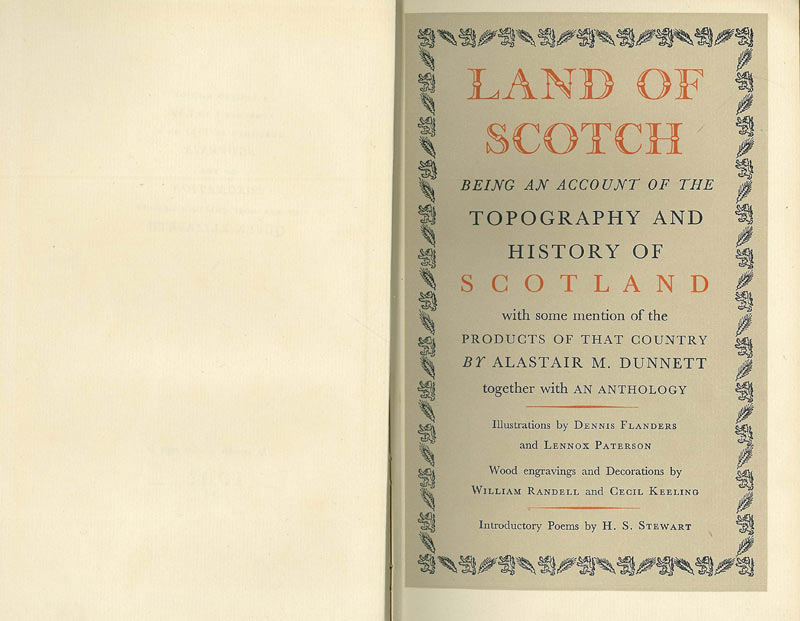 LAND OF
SCOTCH
BEING AN ACCOUNT OF THE
TOPOGRAPHY AND
HISTORY OF
SCOTLAND
with some mention of the
PRODUCTS OF THAT COUNTRY
BY ALASTAIR M. DUNNETT
together with AN ANTHOLOGY
Illustrations by DENNIS FLANDERS
and LENNOX PATERSON
Wood engravings and Decorations by
WILLIAM RANDELL and CECIL KEELING
Introductory Poems by H. S. STEWART